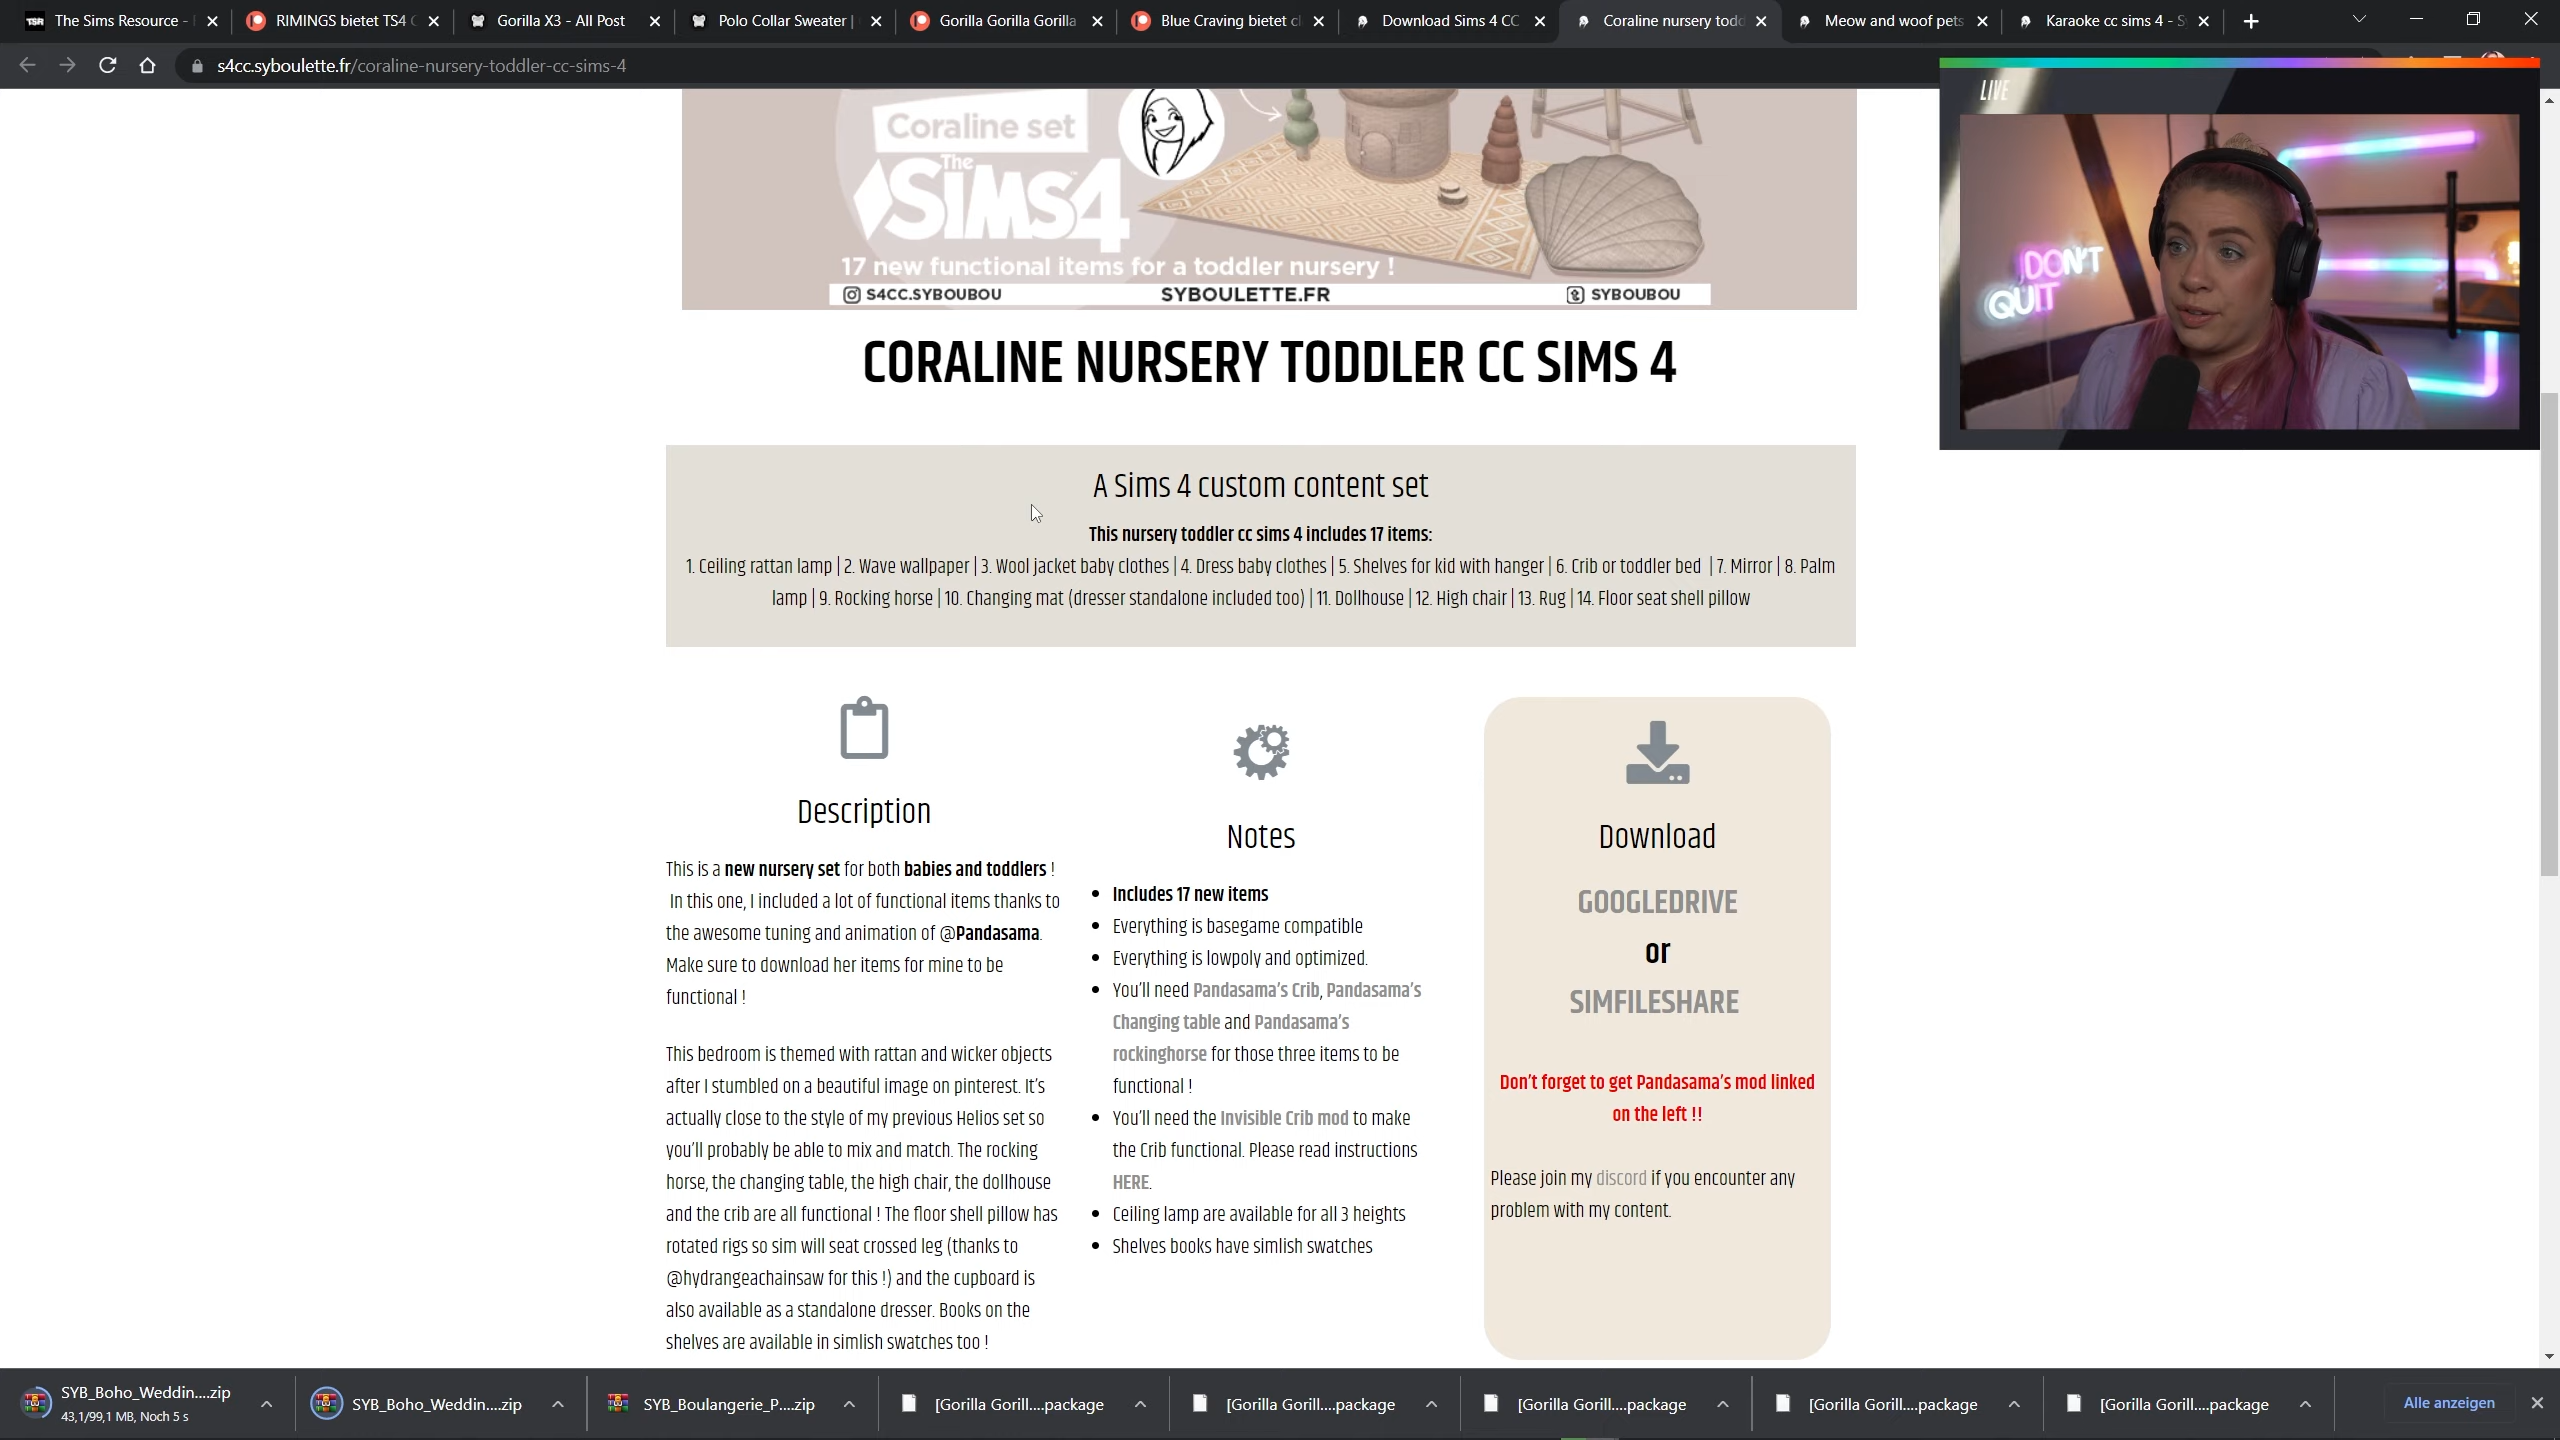 The Sims Resource -
RIMINGS bietet TS4
Gorilla X3 - All Post
Polo Collar Sweater |
Gorilla Gorilla Gorilla
Blue Craving bietet
Download Sims 4 CC
Coraline nursery todd
Meow and woof pets
Karaoke cc sims 4 - S
s4cc.syboulette.fr/coraline-nursery-toddler-cc-sims-4
LIVE
DON'T
QUIT
Coraline set
The
SIMS 4
17 new functional items for a toddler nursery !
S4CC.SYBOUBOU
SYBOULETTE.FR
SYBOUBOU
CORALINE NURSERY TODDLER CC SIMS 4
A Sims 4 custom content set
This nursery toddler cc sims 4 includes 17 items:
1. Ceiling rattan lamp | 2. Wave wallpaper | 3. Wool jacket baby clothes | 4. Dress baby clothes | 5. Shelves for kid with hanger | 6. Crib or toddler bed | 7. Mirror | 8. Palm
lamp | 9. Rocking horse | 10. Changing mat (dresser standalone included too) | 11. Dollhouse | 12. High chair | 13. Rug | 14. Floor seat shell pillow
Description
This is a new nursery set for both babies and toddlers !
In this one, I included a lot of functional items thanks to
the awesome tuning and animation of @Pandasama.
Make sure to download her items for mine to be
functional !
This bedroom is themed with rattan and wicker objects
after I stumbled on a beautiful image on pinterest. It's
actually close to the style of my previous Helios set so
you'll probably be able to mix and match. The rocking
horse, the changing table, the high chair, the dollhouse
and the crib are all functional ! The floor shell pillow has
rotated rigs so sim will seat crossed leg (thanks to
@hydrangeachainsaw for this !) and the cupboard is
also available as a standalone dresser. Books on the
shelves are available in simlish swatches too !
Notes
Includes 17 new items
Everything is basegame compatible
Everything is lowpoly and optimized.
You'll need Pandasama's Crib, Pandasama's
Changing table and Pandasama's
rockinghorse for those three items to be
functional !
You'll need the Invisible Crib mod to make
the Crib functional. Please read instructions
HERE.
Ceiling lamp are available for all 3 heights
Shelves books have simlish swatches
Download
GOOGLEDRIVE
or
SIMFILESHARE
Don't forget to get Pandasama's mod linked
on the left !!
Please join my discord if you encounter any
problem with my content.
SYB_Boho_Weddin....zip
43,1/99,1 MB, Noch 5 s
SYB_Boho_Weddin....zip
SYB_Boulangerie_P....zip
[Gorilla Gorill....package
[Gorilla Gorill....package
[Gorilla Gorill....package
[Gorilla Gorill....package
[Gorilla Gorill....package
Alle anzeigen